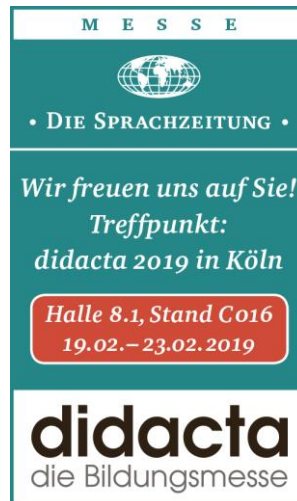 MESSE
• DIE SPRACHZEITUNG •
Wir freuen uns auf Sie!
Treffpunkt:
didacta 2019 in Köln
Halle 8.1, Stand C016
19.02.–23.02.2019
didacta
die Bildungsmesse